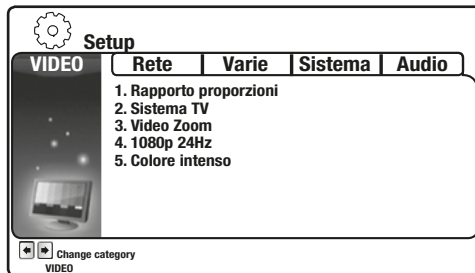 Setup
VIDEO Rete Varie Sistema Audio
1. Rapporto proporzioni
2. Sistema TV
3. Video Zoom
4. 1080p 24Hz
5. Colore intenso
Change category
VIDEO